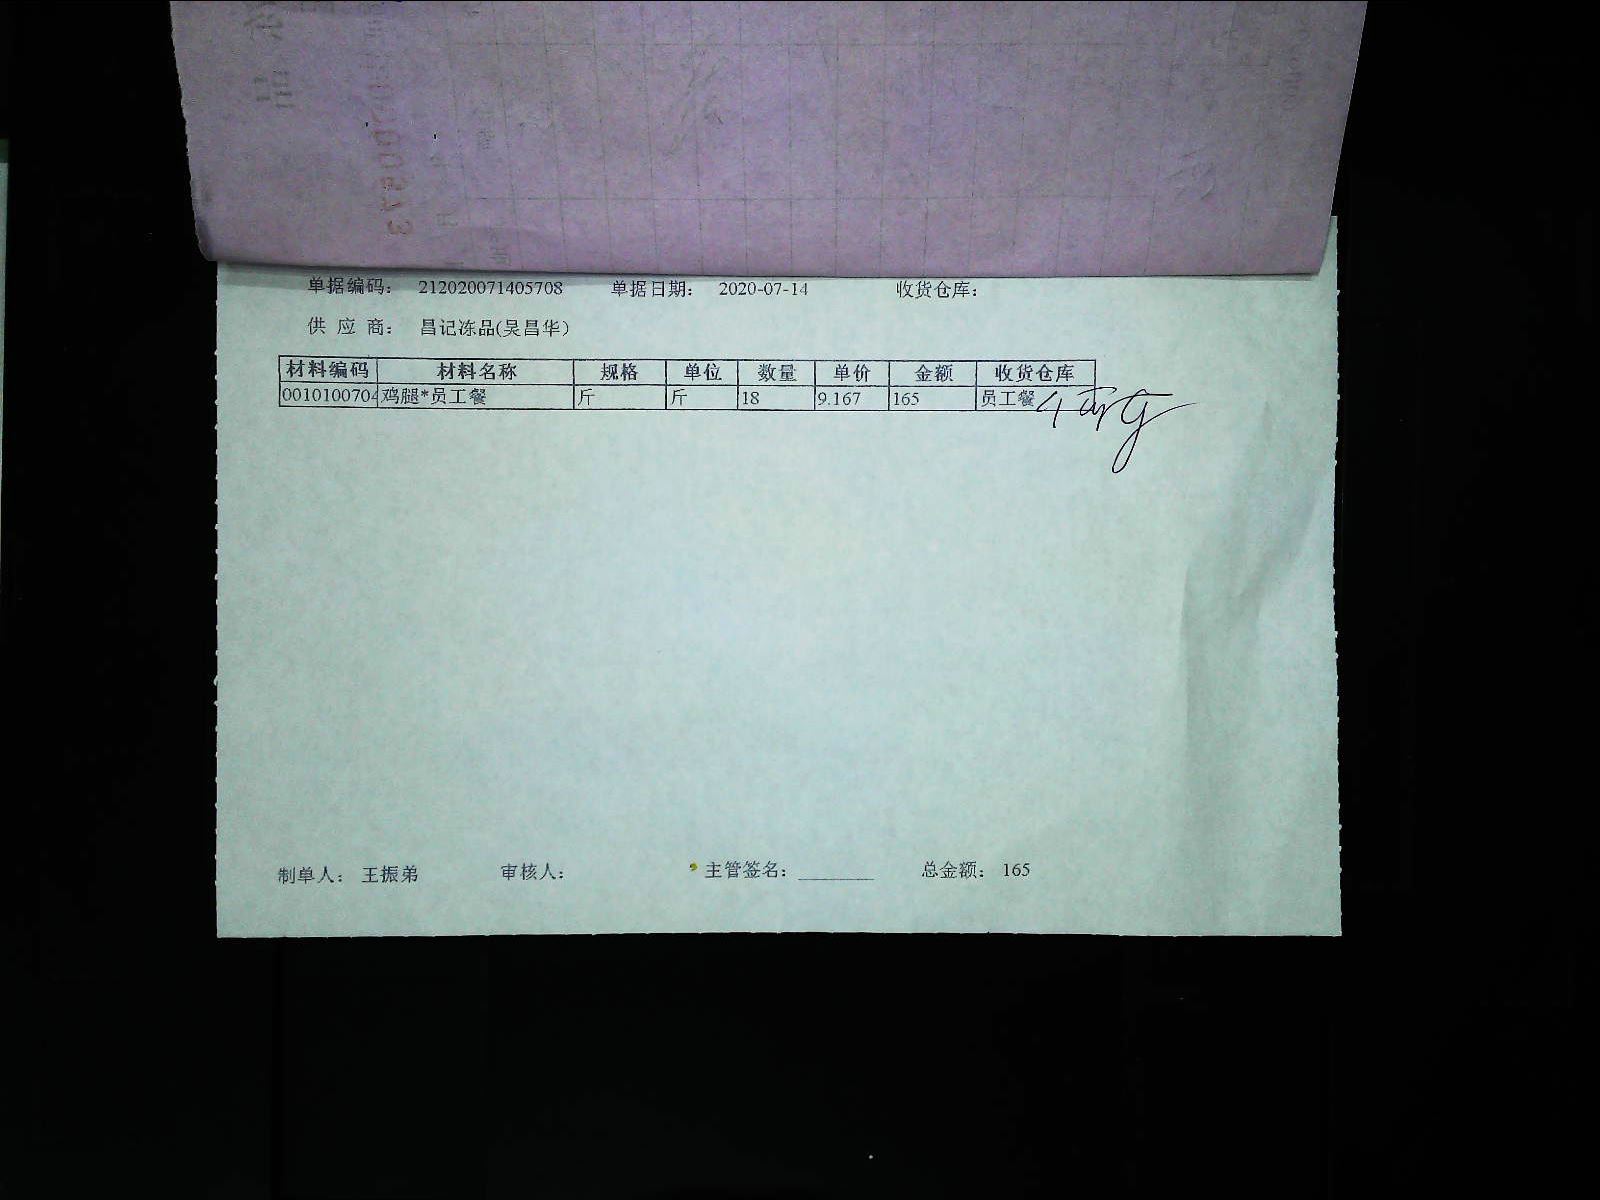 单据编码： 212020071405708 单据日期： 2020-07-14 收货仓库：
供 应 商： 昌记冻品(吴昌华)
材料编码 材料名称 规格 单位 数量 单价 金额 收货仓库
0010100704 鸡腿*员工餐 斤 斤 18 9.167 165 员工餐
制单人： 王振弟 审核人： 主管签名： ________ 总金额： 165